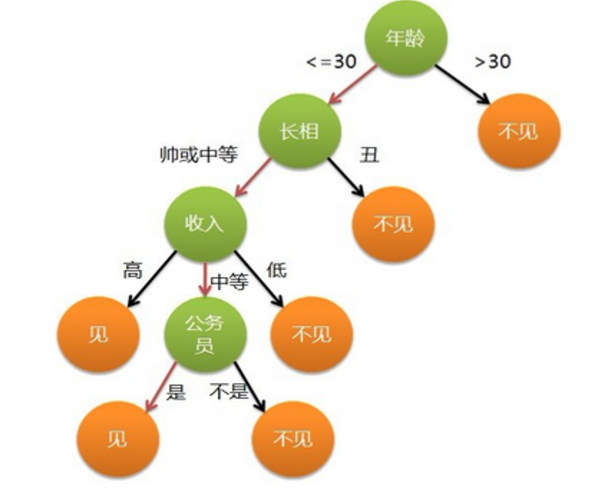 年龄
<=30
>30
长相
不见
帅或中等
丑
收入
不见
高
中等
低
见
公务
员
不见
是
不是
见
不见